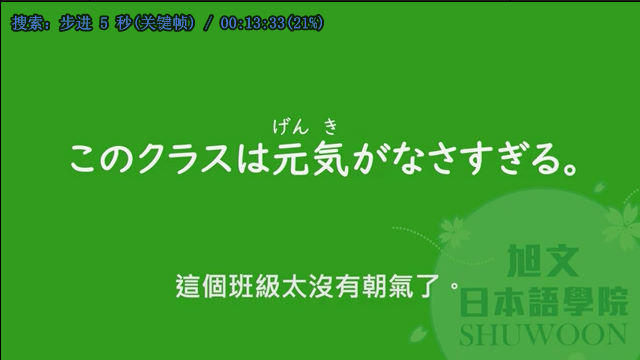 搜索：步进 5 秒(关键帧) / 00:13:33(21%)
げん き
このクラスは元気がなさすぎる。
這個班級太沒有朝氣了。
旭文
日本語學院
SHUWOON